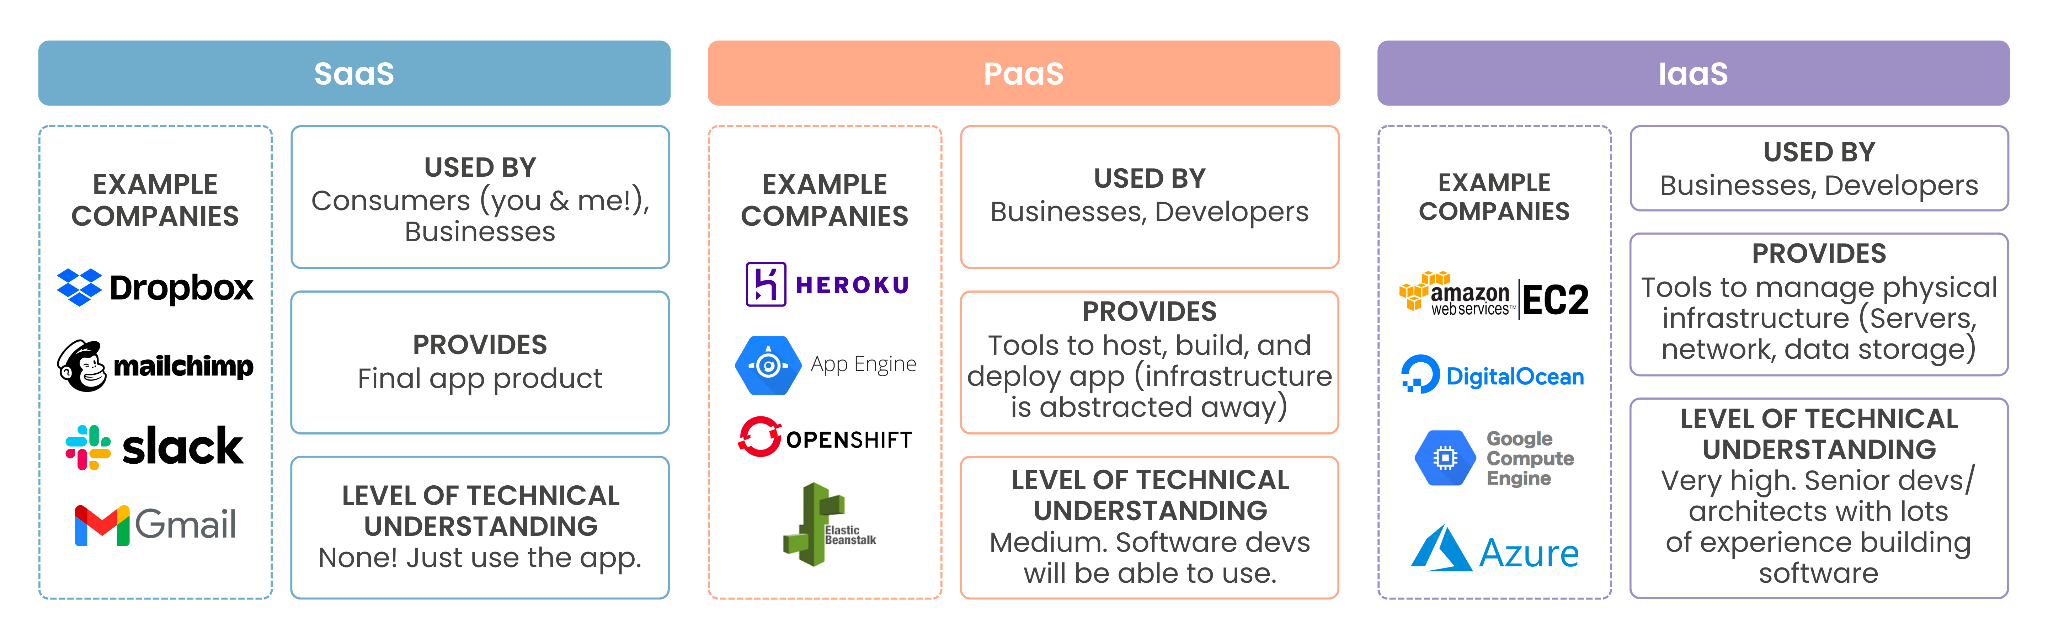 SaaS
EXAMPLE
COMPANIES
Dropbox
mailchimp
slack
Gmail
USED BY
Consumers (you & me!),
Businesses
PROVIDES
Final app product
LEVEL OF TECHNICAL
UNDERSTANDING
None! Just use the app.
PaaS
EXAMPLE
COMPANIES
HEROKU
App Engine
OPENSHIFT
Elastic
Beanstalk
USED BY
Businesses, Developers
PROVIDES
Tools to host, build, and
deploy app (infrastructure
is abstracted away)
LEVEL OF TECHNICAL
UNDERSTANDING
Medium. Software devs
will be able to use.
IaaS
EXAMPLE
COMPANIES
amazon
webservices™ EC2
DigitalOcean
Google
Compute
Engine
Azure
USED BY
Businesses, Developers
PROVIDES
Tools to manage physical
infrastructure (Servers,
network, data storage)
LEVEL OF TECHNICAL
UNDERSTANDING
Very high. Senior devs/
architects with lots
of experience building
software